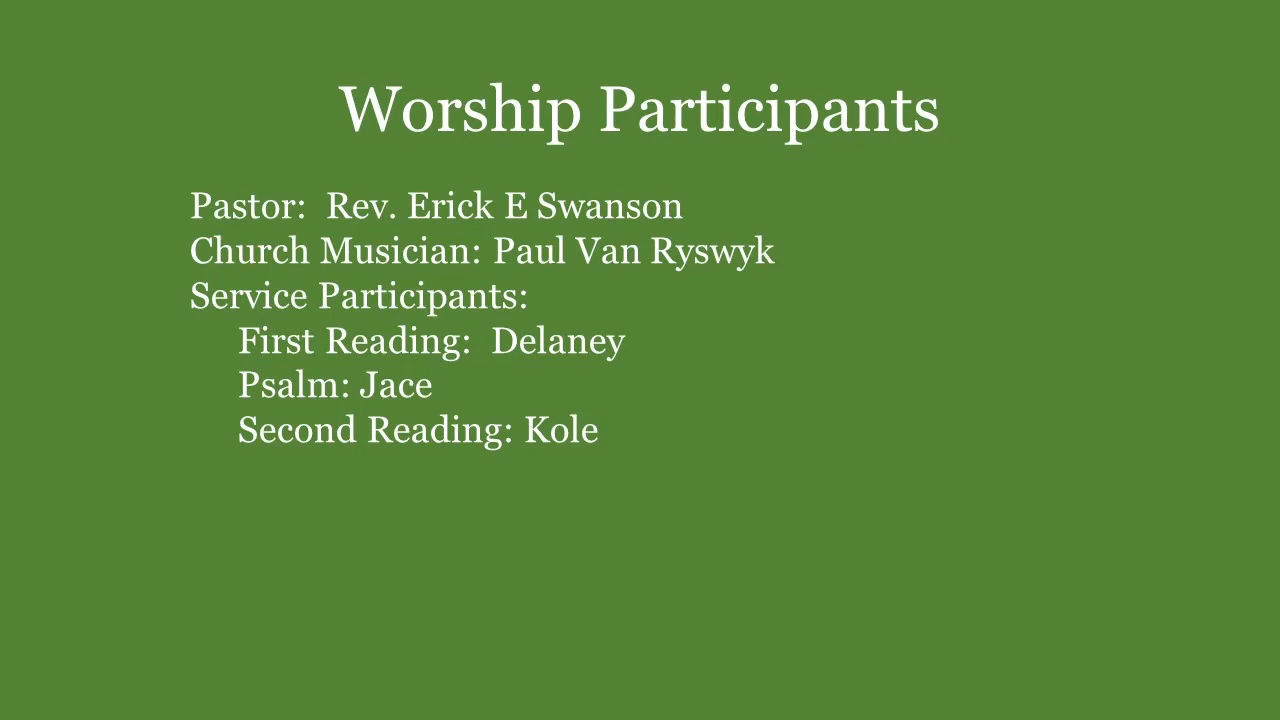 Worship Participants
Pastor:  Rev. Erick E Swanson
Church Musician: Paul Van Ryswyk
Service Participants:
First Reading:  Delaney
Psalm: Jace
Second Reading: Kole